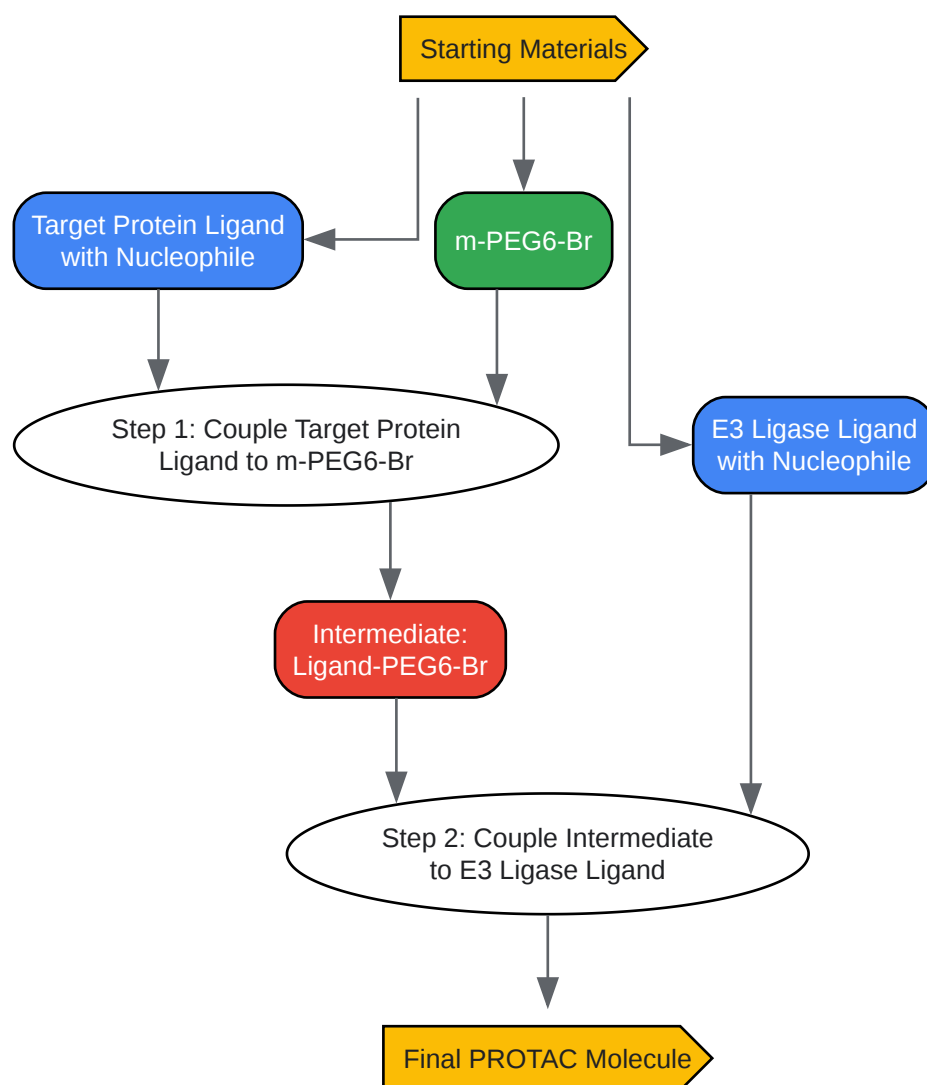 Starting Materials
Target Protein Ligand
with Nucleophile
m-PEG6-Br
Step 1: Couple Target Protein
Ligand to m-PEG6-Br
E3 Ligase Ligand
with Nucleophile
Intermediate:
Ligand-PEG6-Br
Step 2: Couple Intermediate
to E3 Ligase Ligand
Final PROTAC Molecule